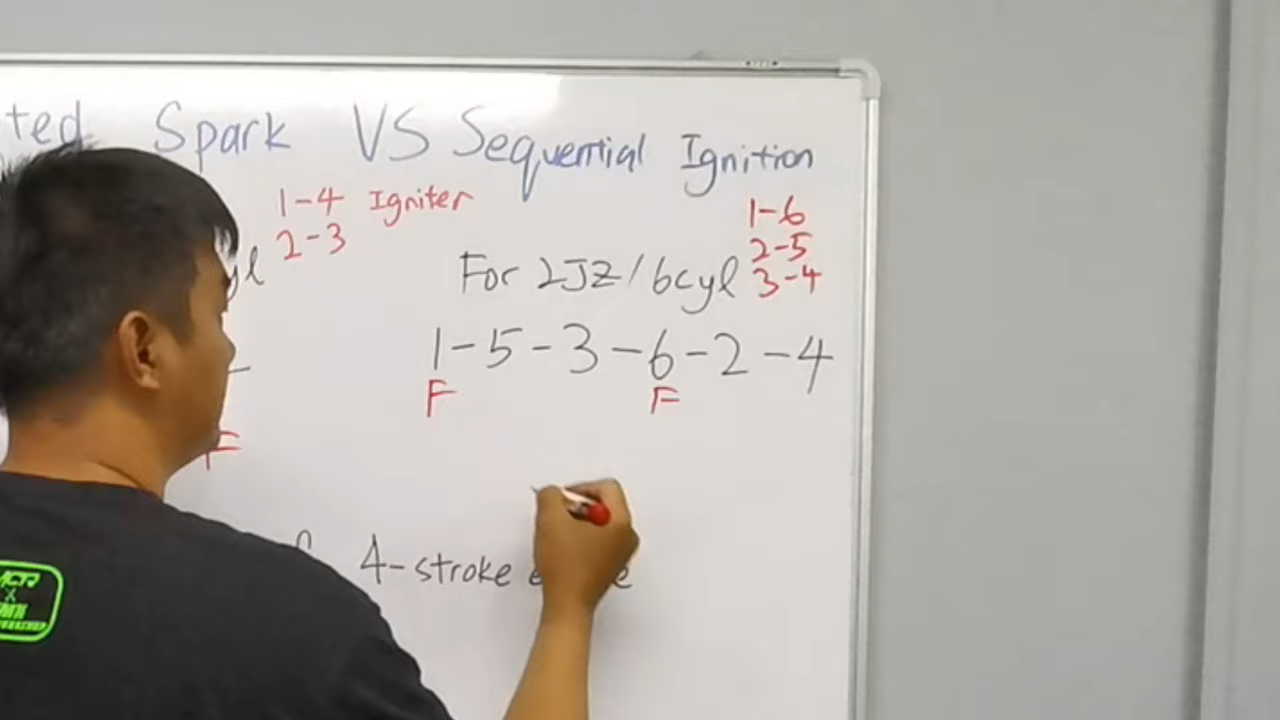 ted Spark VS Sequential Ignition
1-4 Igniter
2-3
1-6
2-5
3-4
yl
For 2JZ/6cyl
1-5-3-6-2-4
F F
F
4-stroke
X